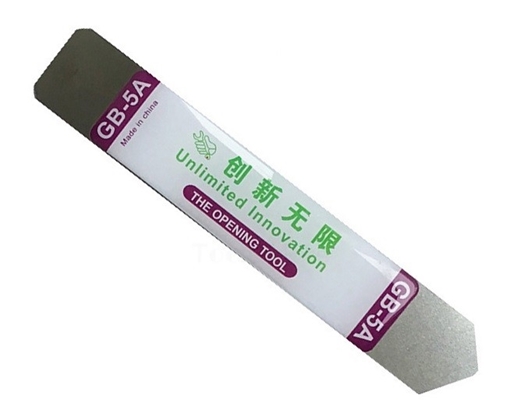 GB-5A
Made in china
创新无限
Unlimited Innovation
THE OPENING TOOL
GB-5A